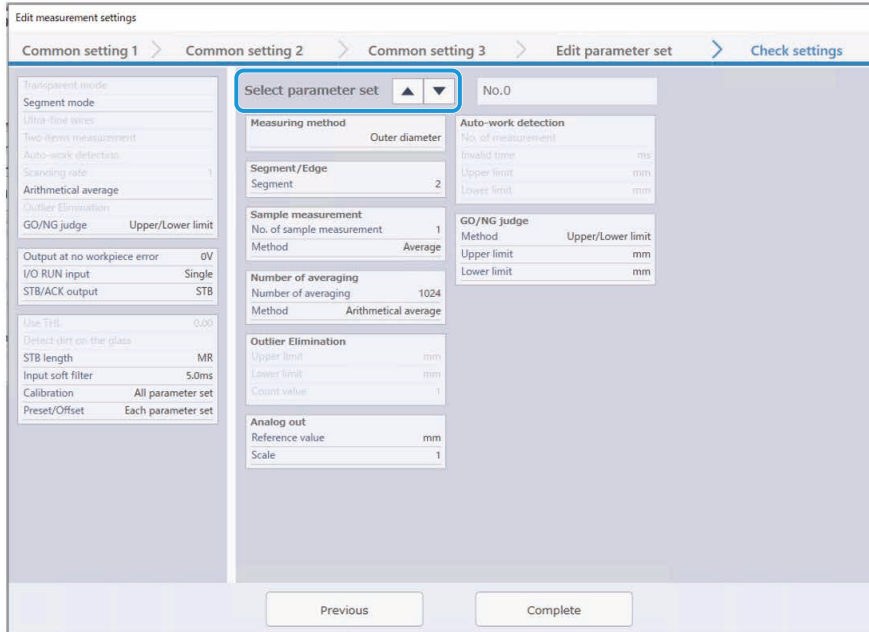 Edit measurement settings
Common setting 1
Common setting 2
Common setting 3
Edit parameter set
Check settings
Transparent mode
Segment mode
Ultra-fine wires
Two items measurement
Auto-work detection
Scanning rate 1
Arithmetical average
Outlier Elimination
GO/NG judge Upper/Lower limit
Output at no workpiece error 0V
I/O RUN input Single
STB/ACK output STB
Use THL 0.00
Detect dirt on the glass
STB length MR
Input soft filter 5.0ms
Calibration All parameter set
Preset/Offset Each parameter set
Select parameter set ▲ ▼
No.0
Measuring method
Outer diameter
Segment/Edge
Segment 2
Sample measurement
No. of sample measurement 1
Method Average
Number of averaging
Number of averaging 1024
Method Arithmetical average
Outlier Elimination
Upper limit mm
Lower limit mm
Count value 1
Analog out
Reference value mm
Scale 1
Auto-work detection
No. of measurement
Invalid time ms
Upper limit mm
Lower limit mm
GO/NG judge
Method Upper/Lower limit
Upper limit mm
Lower limit mm
Previous
Complete